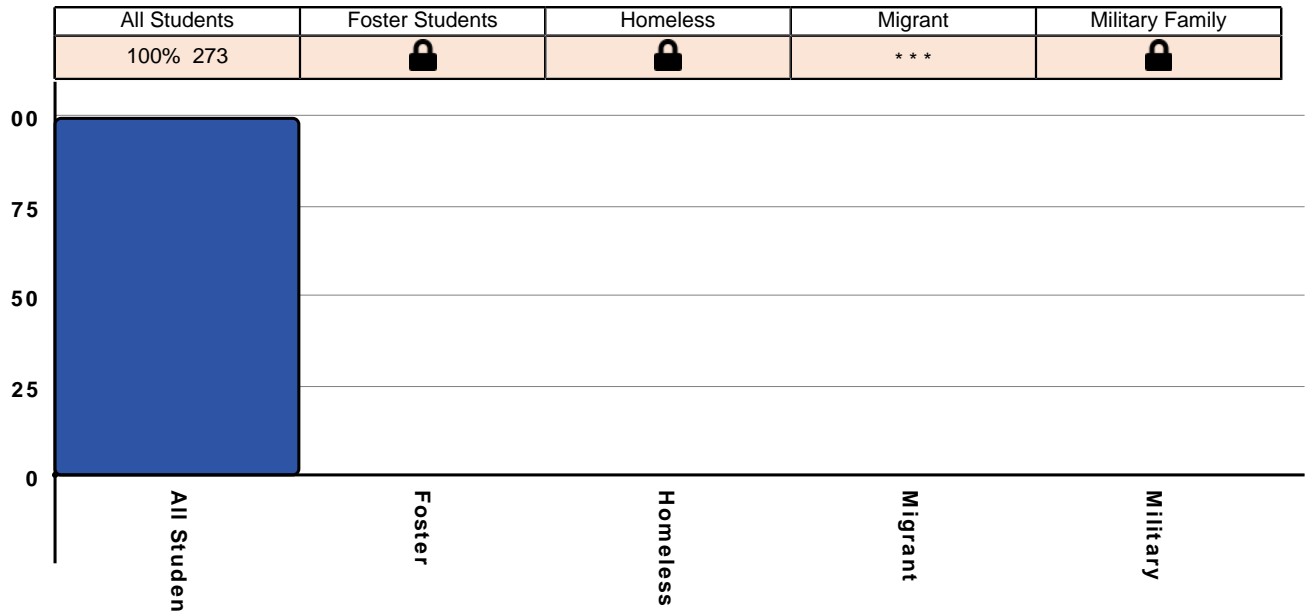 All Students Foster Students Homeless Migrant Military Family
100% 273 * * *
00
75
50
25
0
All Studen
Foster
Homeless
Migrant
Military